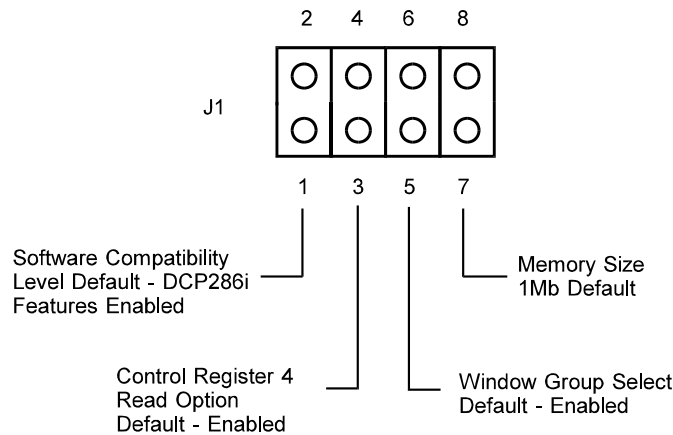 2 4 6 8
J1
1 3 5 7
Software Compatibility
Level Default - DCP286i
Features Enabled
Memory Size
1Mb Default
Control Register 4
Read Option
Default - Enabled
Window Group Select
Default - Enabled